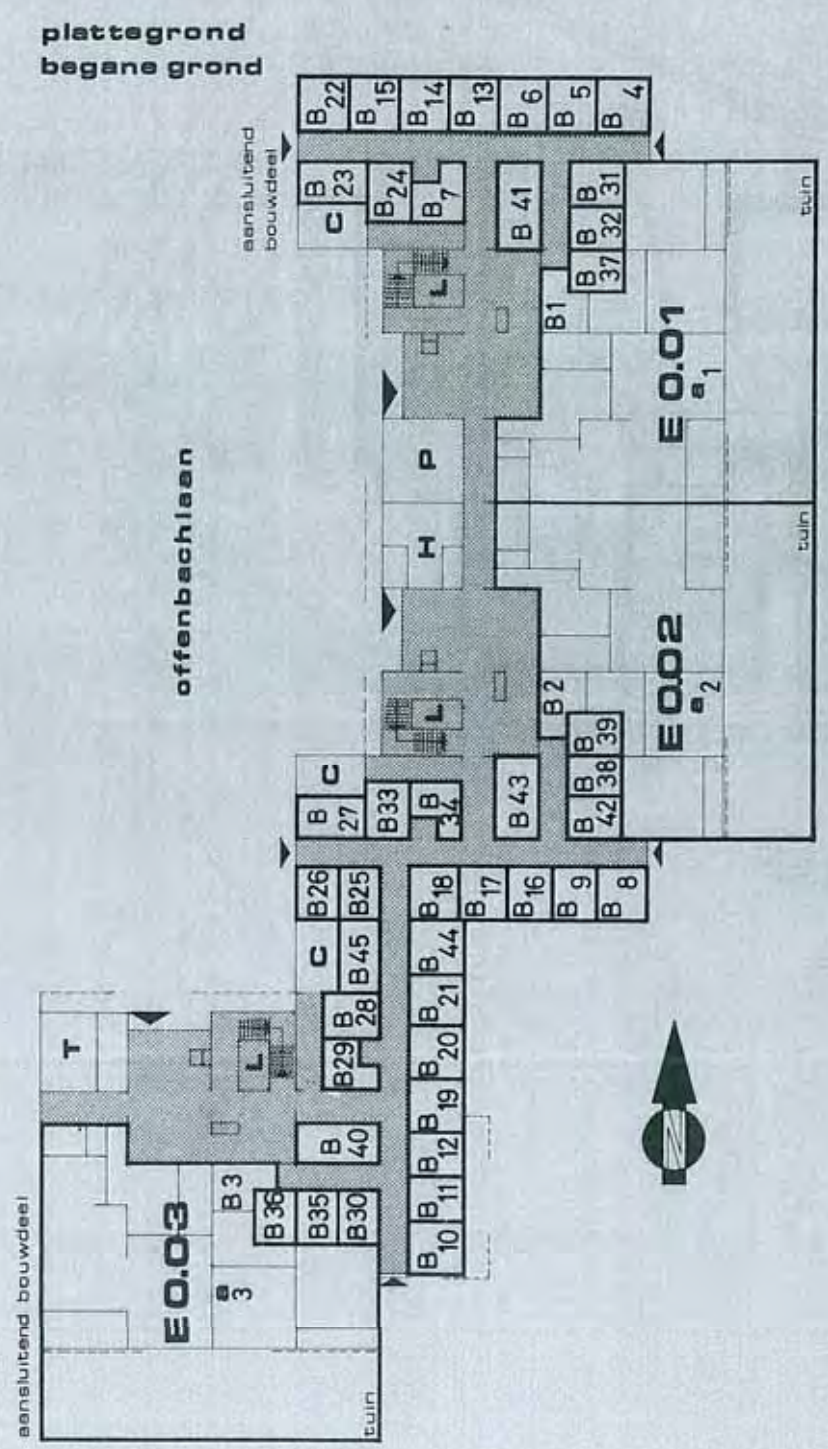 plattegrond
begane grond
aansluitend
bouwdeel
offenbachlaan
B 22
B 15
B 14
B 13
B 6
B 5
B 4
B 23
C
B 24
B 7
B 41
B 31
B 32
B 37
B1
L
E 0.01
a 1
tuin
P
H
E 0.02
a 2
tuin
B 2
B 39
B 38
B 42
L
C
B 27
B33
B 34
B 43
B26
B25
B 18
B 17
B 16
B 9
B 8
C
B 45
B 28
B29
B 44
B 21
B 20
B 19
B 12
B 11
B 10
T
L
B 40
B3
B36
B35
B30
E 0.03
a 3
tuin
aansluitend bouwdeel
N